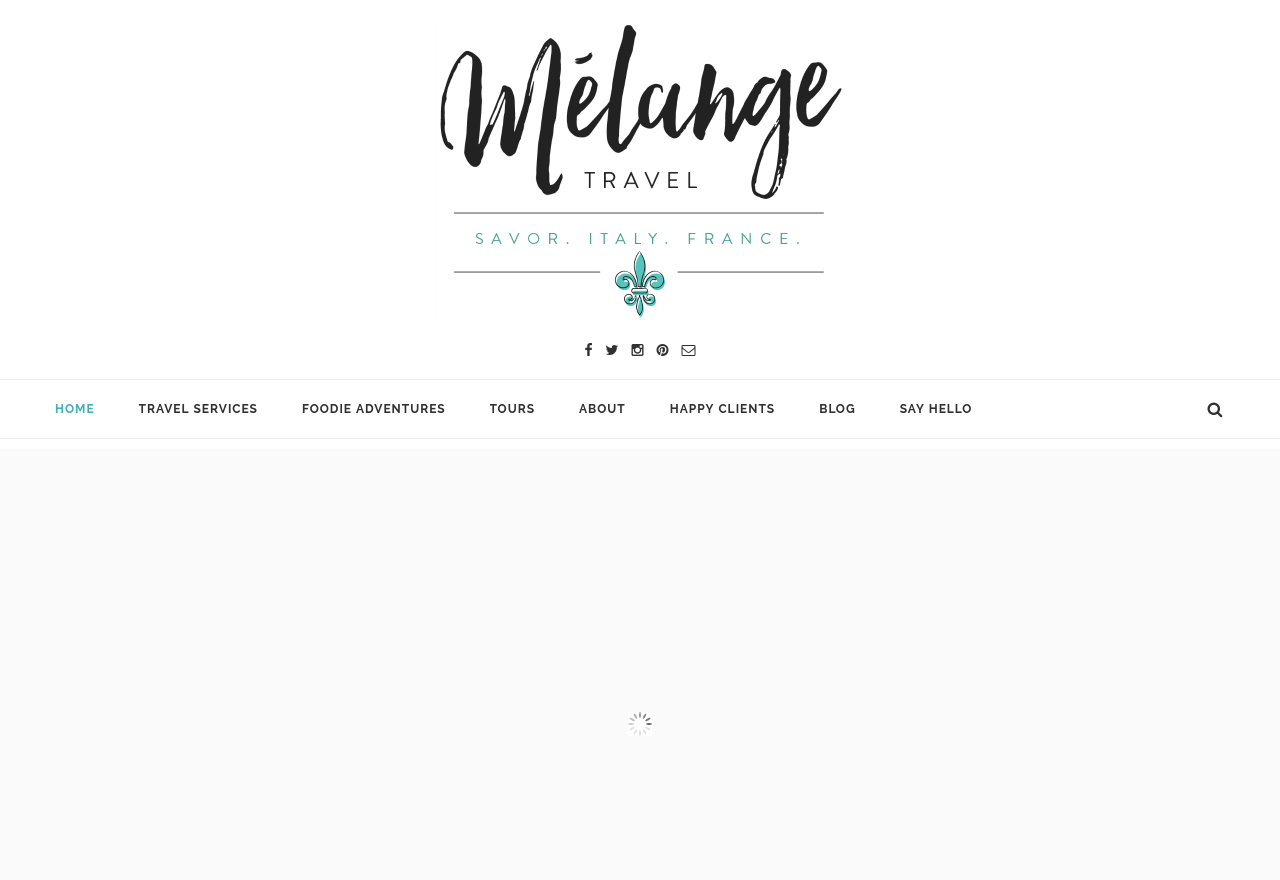 Mélange
TRAVEL
SAVOR. ITALY. FRANCE.
HOME TRAVEL SERVICES FOODIE ADVENTURES TOURS ABOUT HAPPY CLIENTS BLOG SAY HELLO